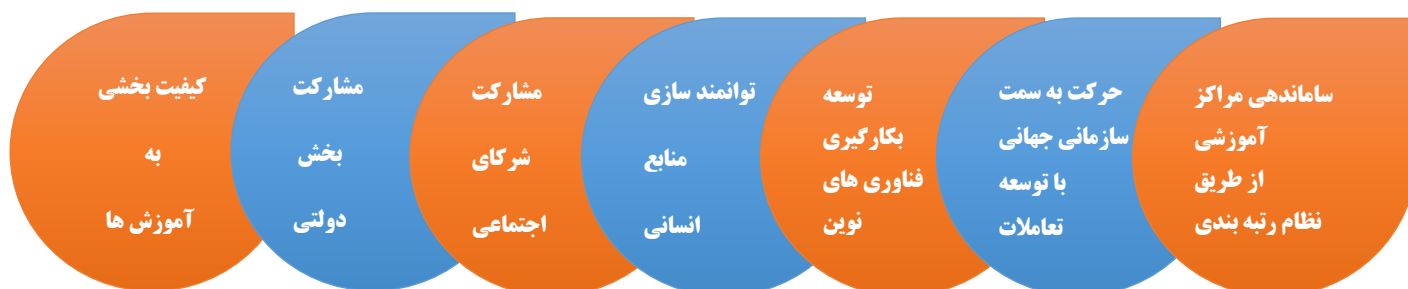 ساماندهی مراکز
آموزشی
از طریق
نظام رتبه بندی
حرکت به سمت
سازمانی جهانی
با توسعه
تعاملات
توسعه
بکارگیری
فناوری های
نوین
توانمند سازی
منابع
انسانی
مشارکت
شرکای
اجتماعی
مشارکت
بخش
دولتی
کیفیت بخشی
به
آموزش ها